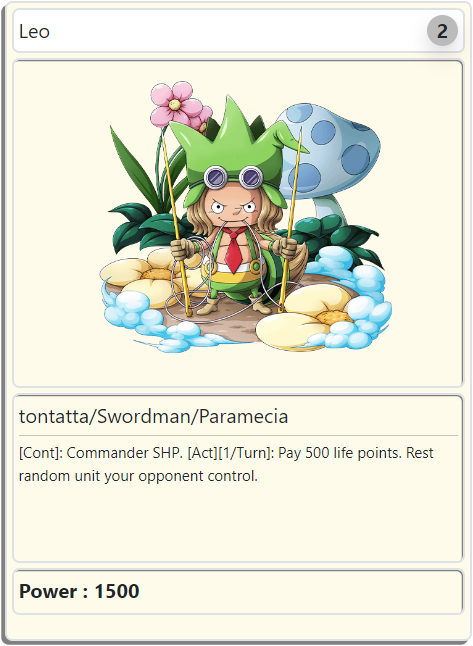 Leo
2
tontatta/Swordman/Paramecia
[Cont]: Commander SHP. [Act][1/Turn]: Pay 500 life points. Rest
random unit your opponent control.
Power : 1500